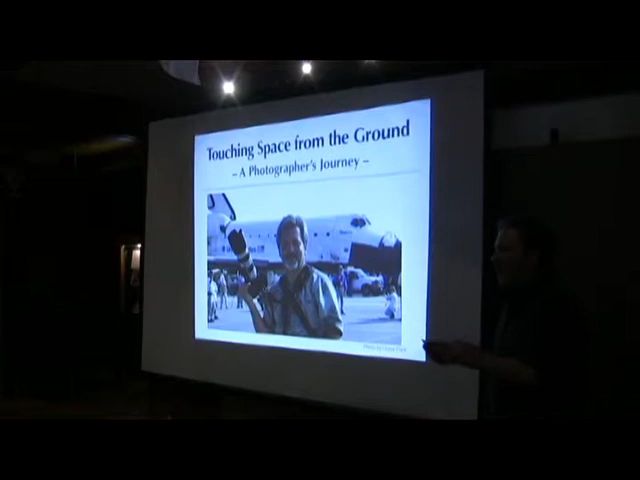 Touching Space from the Ground
– A Photographer's Journey –